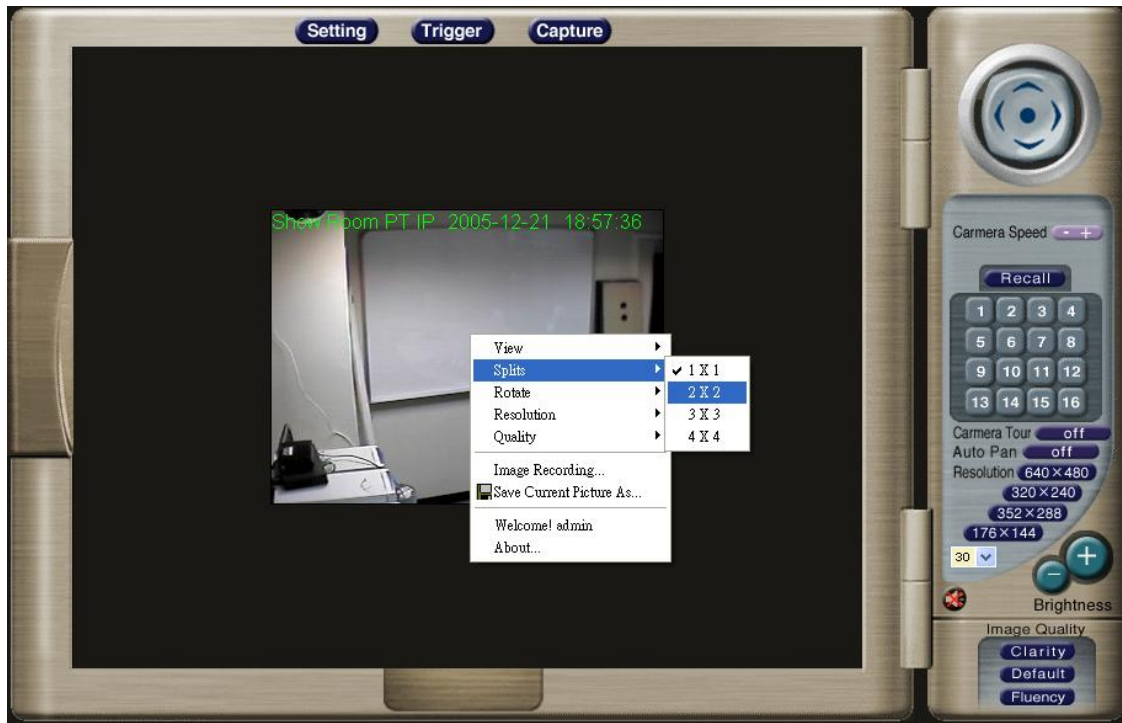 Setting Trigger Capture
Show Room PT IP 2005-12-21 18:57:36
View
Splits
Rotate
Resolution
Quality
Image Recording...
Save Current Picture As...
Welcome! admin
About...
1 X 1
2 X 2
3 X 3
4 X 4
Carmera Speed - +
Recall
1 2 3 4
5 6 7 8
9 10 11 12
13 14 15 16
Carmera Tour off
Auto Pan off
Resolution 640×480
320×240
352×288
176×144
30
+
−
Brightness
Image Quality
Clarity
Default
Fluency